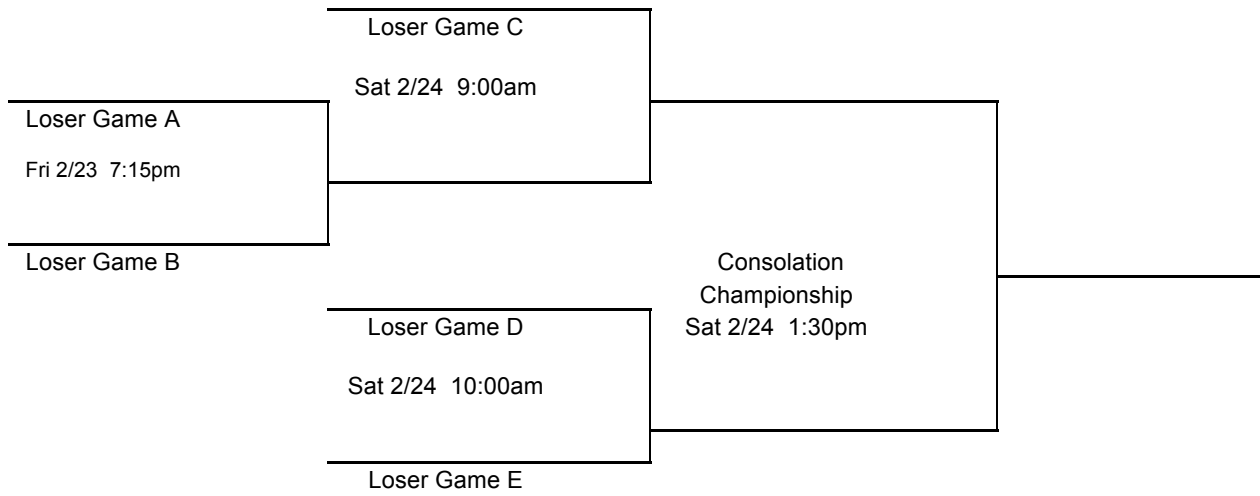 Loser Game C
Sat 2/24 9:00am
Loser Game A
Fri 2/23 7:15pm
Loser Game B
Consolation
Championship
Sat 2/24 1:30pm
Loser Game D
Sat 2/24 10:00am
Loser Game E